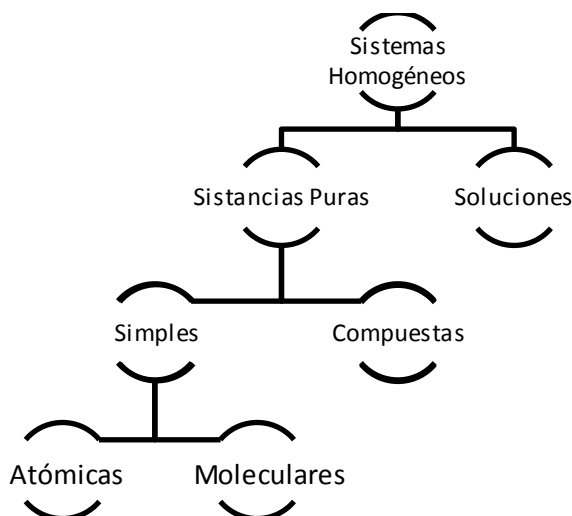 Sistemas
Homogéneos
Sistancias Puras
Soluciones
Simples
Compuestas
Atómicas
Moleculares